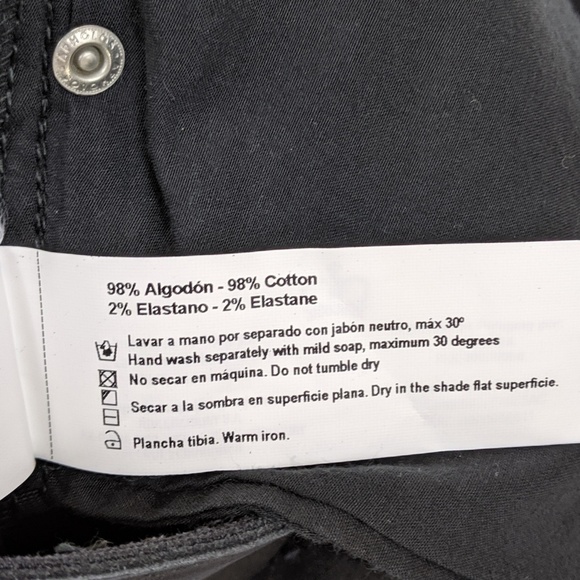 98% Algodón - 98% Cotton
2% Elastano - 2% Elastane
Lavar a mano por separado con jabón neutro, máx 30º
Hand wash separately with mild soap, maximum 30 degrees
No secar en máquina. Do not tumble dry
Secar a la sombra en superficie plana. Dry in the shade flat superficie.
Plancha tibia. Warm iron.